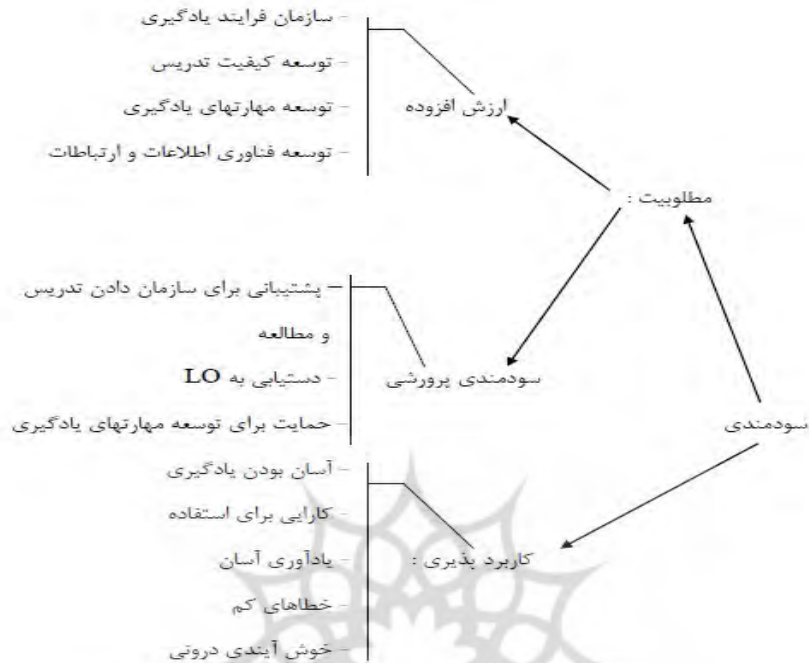 - سازمان فرایند یادگیری
- توسعه کیفیت تدریس
- توسعه مهارتهای یادگیری
ارزش افزوده
- توسعه فناوری اطلاعات و ارتباطات
مطلوبیت :
- پشتیبانی برای سازمان دادن تدریس
و مطالعه
- دستیابی به LO
سودمندی پرورشی
- حمایت برای توسعه مهارتهای یادگیری
سودمندی
- آسان بودن یادگیری
- کارایی برای استفاده
- یادآوری آسان
کاربرد پذیری :
- خطاهای کم
- خوش آیندی درونی